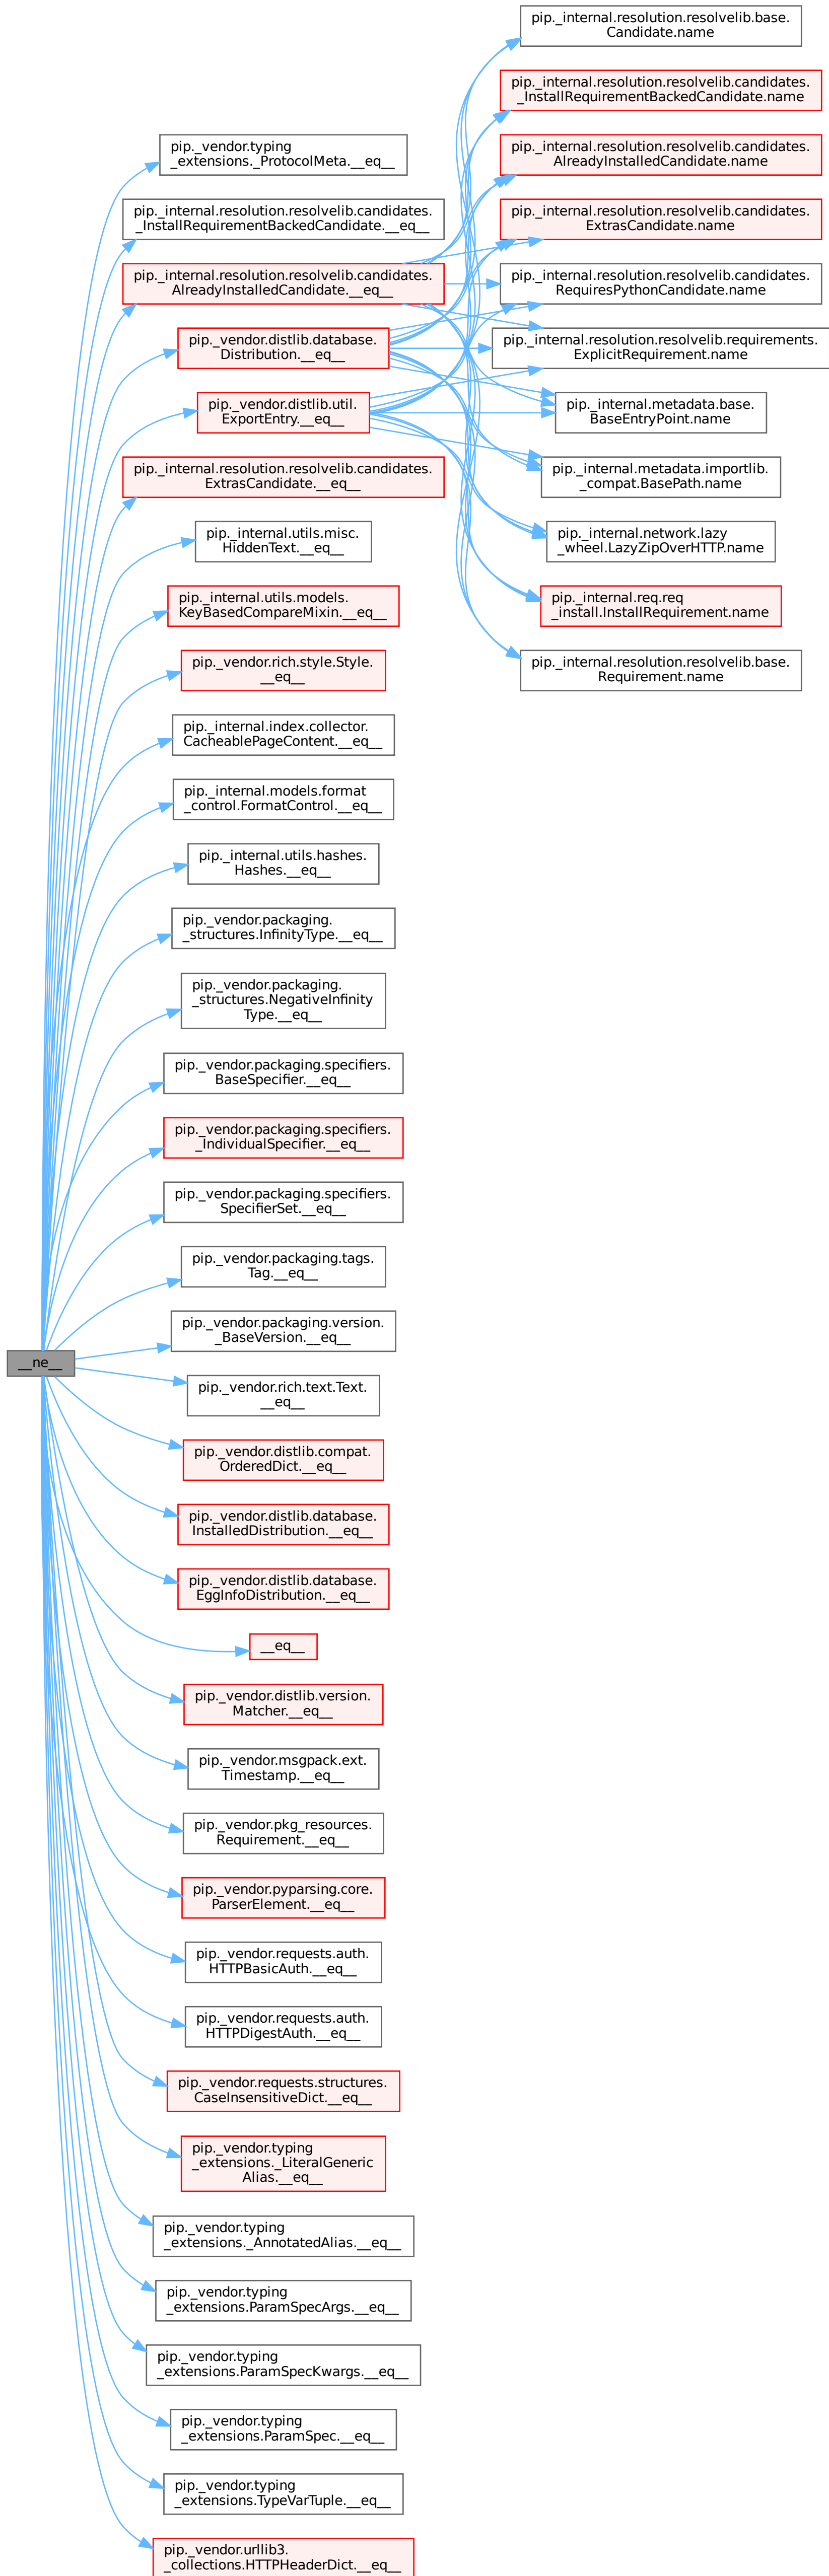 pip._internal.resolution.resolvelib.base.
Candidate.name
pip._internal.resolution.resolvelib.candidates.
_InstallRequirementBackedCandidate.name
pip._vendor.typing
_extensions._ProtocolMeta.__eq__
pip._internal.resolution.resolvelib.candidates.
AlreadyInstalledCandidate.name
pip._internal.resolution.resolvelib.candidates.
_InstallRequirementBackedCandidate.__eq__
pip._internal.resolution.resolvelib.candidates.
ExtrasCandidate.name
pip._internal.resolution.resolvelib.candidates.
AlreadyInstalledCandidate.__eq__
pip._internal.resolution.resolvelib.candidates.
RequiresPythonCandidate.name
pip._vendor.distlib.database.
Distribution.__eq__
pip._internal.resolution.resolvelib.requirements.
ExplicitRequirement.name
pip._vendor.distlib.util.
ExportEntry.__eq__
pip._internal.metadata.base.
BaseEntryPoint.name
pip._internal.resolution.resolvelib.candidates.
ExtrasCandidate.__eq__
pip._internal.metadata.importlib.
_compat.BasePath.name
pip._internal.utils.misc.
HiddenText.__eq__
pip._internal.network.lazy
_wheel.LazyZipOverHTTP.name
pip._internal.utils.models.
KeyBasedCompareMixin.__eq__
pip._internal.req.req
_install.InstallRequirement.name
pip._vendor.rich.style.Style.
__eq__
pip._internal.resolution.resolvelib.base.
Requirement.name
pip._internal.index.collector.
CacheablePageContent.__eq__
pip._internal.models.format
_control.FormatControl.__eq__
pip._internal.utils.hashes.
Hashes.__eq__
pip._vendor.packaging.
_structures.InfinityType.__eq__
pip._vendor.packaging.
_structures.NegativeInfinity
Type.__eq__
pip._vendor.packaging.specifiers.
BaseSpecifier.__eq__
pip._vendor.packaging.specifiers.
_IndividualSpecifier.__eq__
pip._vendor.packaging.specifiers.
SpecifierSet.__eq__
pip._vendor.packaging.tags.
Tag.__eq__
pip._vendor.packaging.version.
_BaseVersion.__eq__
__ne__
pip._vendor.rich.text.Text.
__eq__
pip._vendor.distlib.compat.
OrderedDict.__eq__
pip._vendor.distlib.database.
InstalledDistribution.__eq__
pip._vendor.distlib.database.
EggInfoDistribution.__eq__
__eq__
pip._vendor.distlib.version.
Matcher.__eq__
pip._vendor.msgpack.ext.
Timestamp.__eq__
pip._vendor.pkg_resources.
Requirement.__eq__
pip._vendor.pyparsing.core.
ParserElement.__eq__
pip._vendor.requests.auth.
HTTPBasicAuth.__eq__
pip._vendor.requests.auth.
HTTPDigestAuth.__eq__
pip._vendor.requests.structures.
CaseInsensitiveDict.__eq__
pip._vendor.typing
_extensions._LiteralGeneric
Alias.__eq__
pip._vendor.typing
_extensions._AnnotatedAlias.__eq__
pip._vendor.typing
_extensions.ParamSpecArgs.__eq__
pip._vendor.typing
_extensions.ParamSpecKwargs.__eq__
pip._vendor.typing
_extensions.ParamSpec.__eq__
pip._vendor.typing
_extensions.TypeVarTuple.__eq__
pip._vendor.urllib3.
_collections.HTTPHeaderDict.__eq__